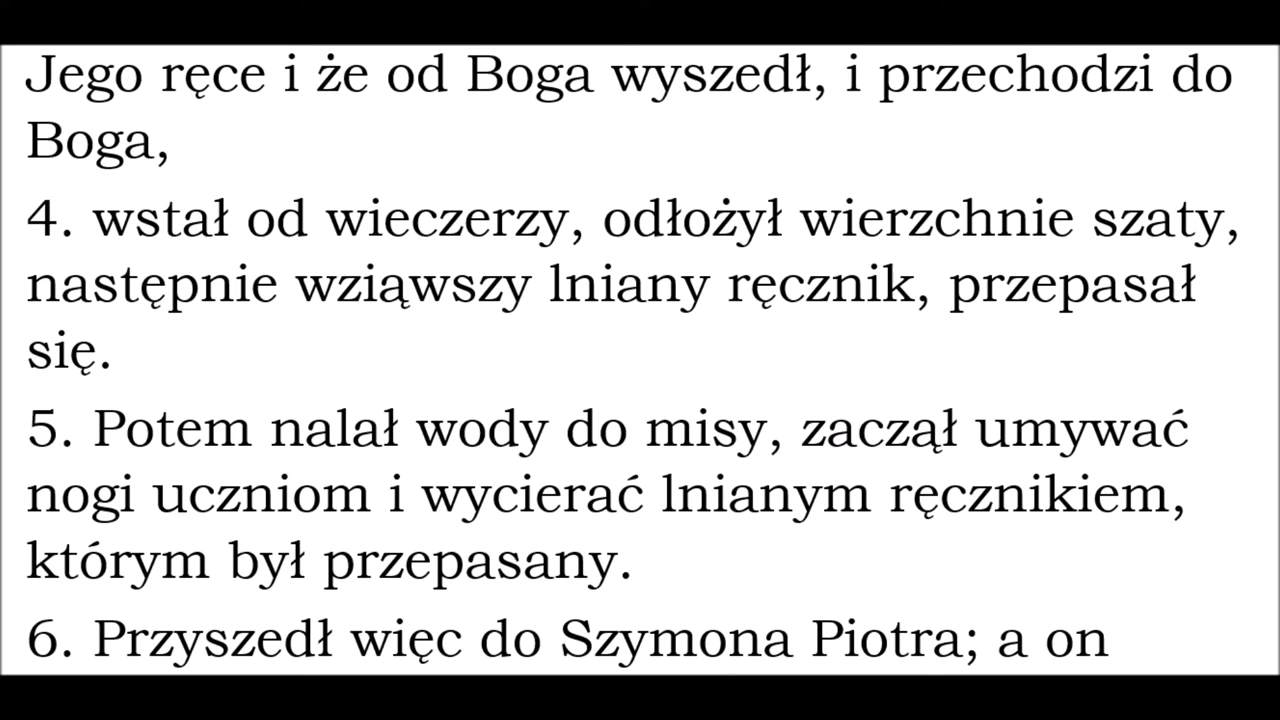 Jego ręce i że od Boga wyszedł, i przechodzi do
Boga,
4. wstał od wieczerzy, odłożył wierzchnie szaty,
następnie wziąwszy lniany ręcznik, przepasał
się.
5. Potem nalał wody do misy, zaczął umywać
nogi uczniom i wycierać lnianym ręcznikiem,
którym był przepasany.
6. Przyszedł więc do Szymona Piotra; a on